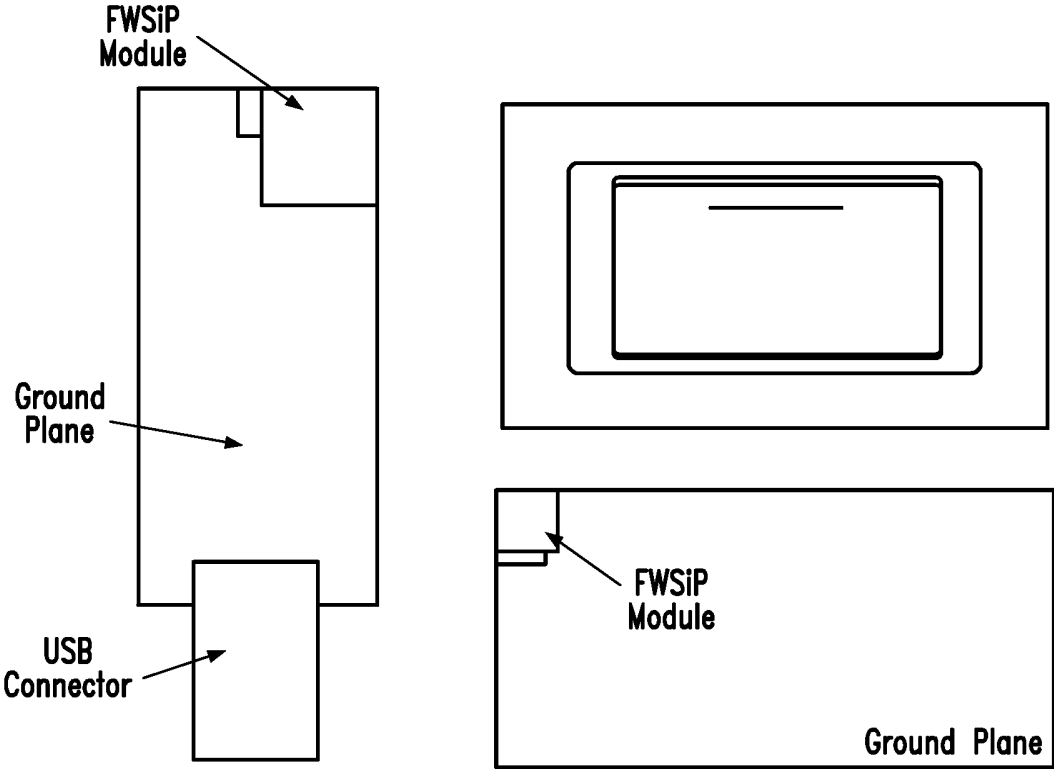 FWSiP
Module
Ground
Plane
USB
Connector
FWSiP
Module
Ground Plane